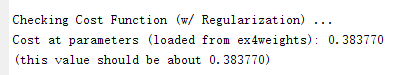 Checking Cost Function (w/ Regularization) ...
Cost at parameters (loaded from ex4weights): 0.383770
(this value should be about 0.383770)